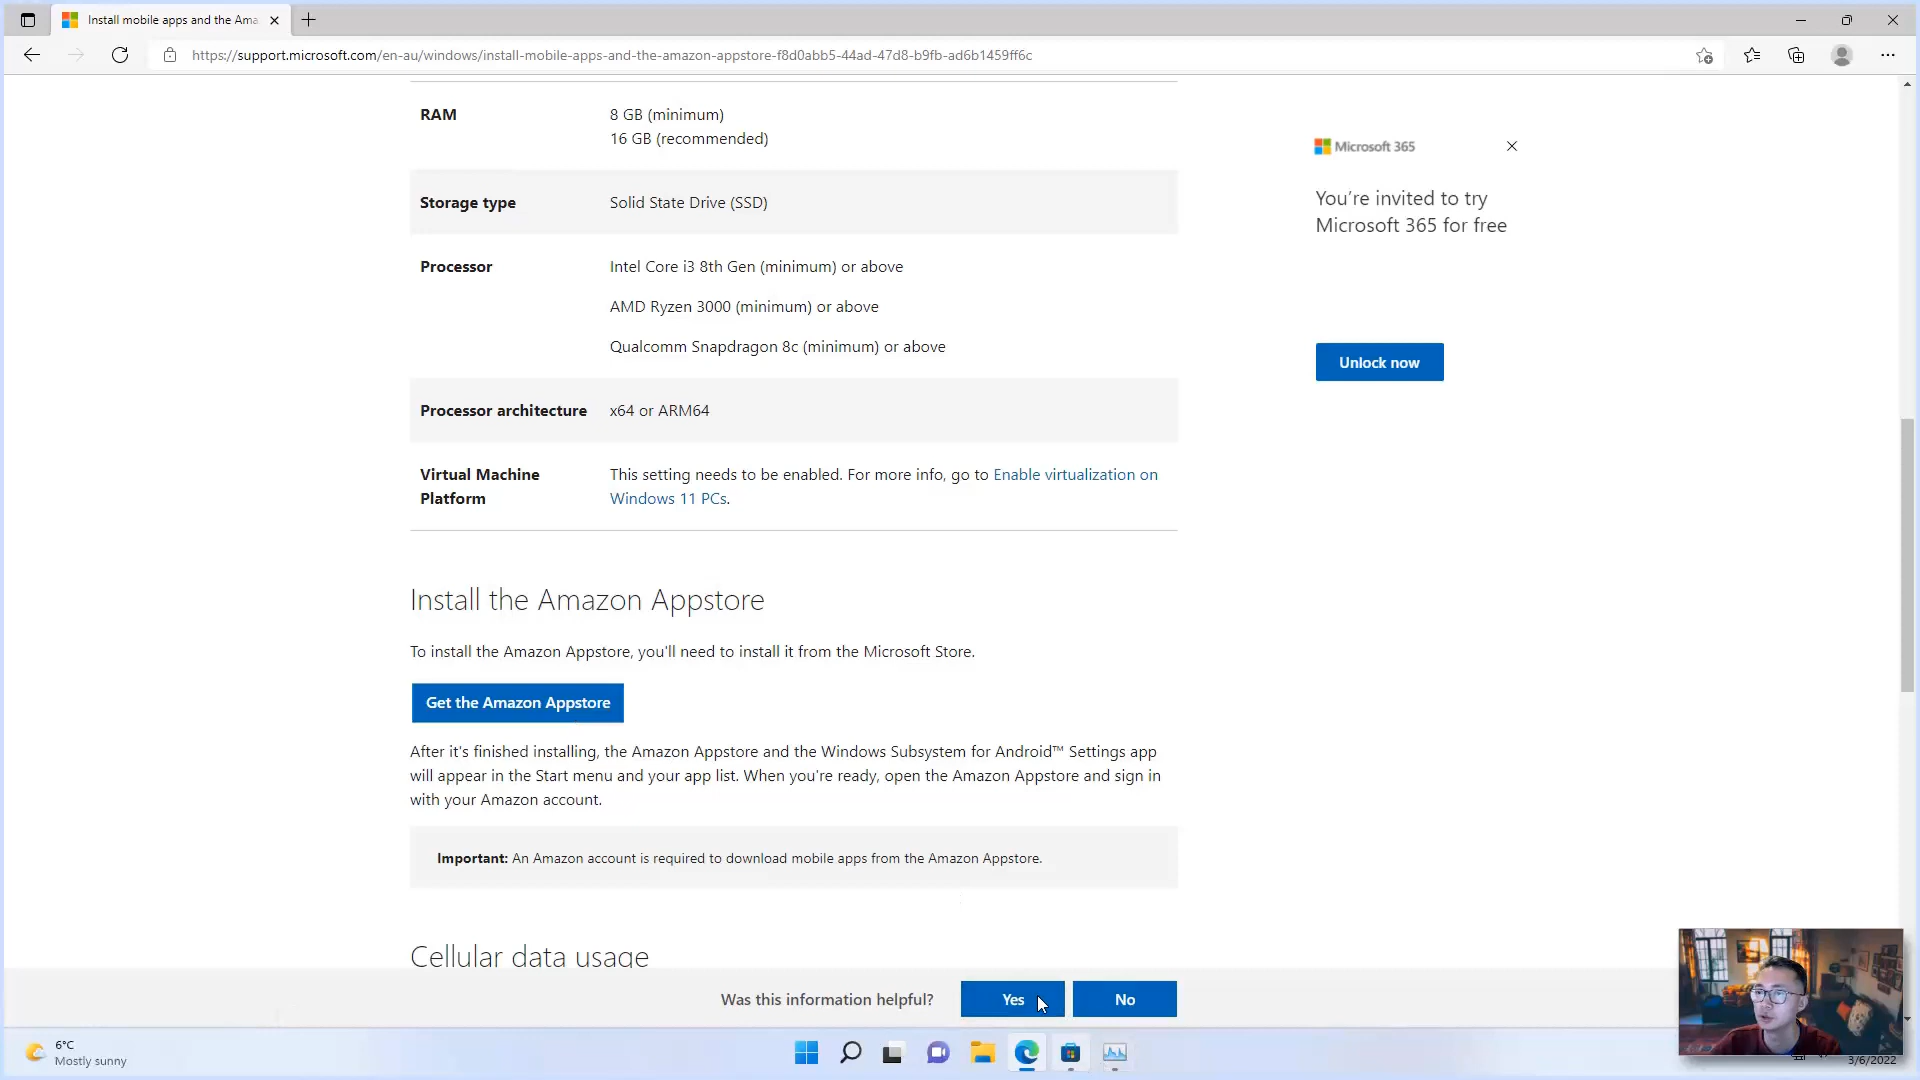 Install mobile apps and the Ama
https://support.microsoft.com/en-au/windows/install-mobile-apps-and-the-amazon-appstore-f8d0abb5-44ad-47d8-b9fb-ad6b1459ff6c
RAM
8 GB (minimum)
16 GB (recommended)
Storage type
Solid State Drive (SSD)
Processor
Intel Core i3 8th Gen (minimum) or above
AMD Ryzen 3000 (minimum) or above
Qualcomm Snapdragon 8c (minimum) or above
Processor architecture
x64 or ARM64
Virtual Machine
Platform
This setting needs to be enabled. For more info, go to Enable virtualization on
Windows 11 PCs.
Microsoft 365
You're invited to try
Microsoft 365 for free
Unlock now
Install the Amazon Appstore
To install the Amazon Appstore, you'll need to install it from the Microsoft Store.
Get the Amazon Appstore
After it's finished installing, the Amazon Appstore and the Windows Subsystem for Android™ Settings app
will appear in the Start menu and your app list. When you're ready, open the Amazon Appstore and sign in
with your Amazon account.
Important: An Amazon account is required to download mobile apps from the Amazon Appstore.
Cellular data usage
Was this information helpful?
Yes
No
6°C
Mostly sunny
3/6/2022